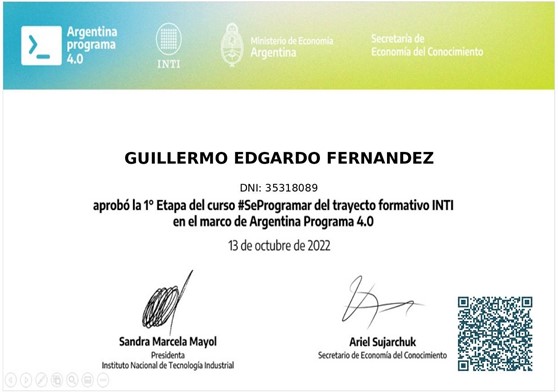 Argentina
programa
4.0
INTI
Ministerio de Economía
Argentina
Secretaría de
Economía del Conocimiento
GUILLERMO EDGARDO FERNANDEZ
DNI: 35318089
aprobó la 1° Etapa del curso #SeProgramar del trayecto formativo INTI
en el marco de Argentina Programa 4.0
13 de octubre de 2022
Sandra Marcela Mayol
Presidenta
Instituto Nacional de Tecnología Industrial
Ariel Sujarchuk
Secretario de Economía del Conocimiento